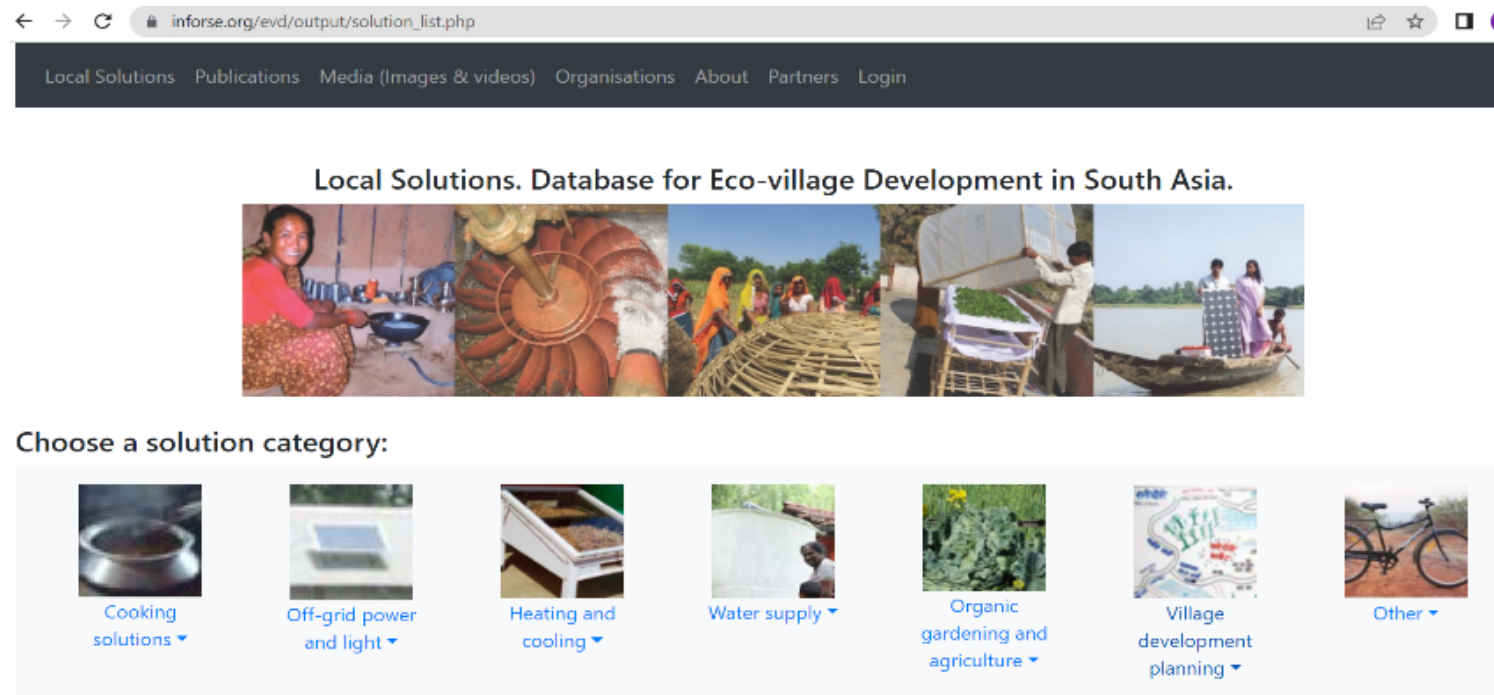 inforse.org/evd/output/solution_list.php
Local Solutions Publications Media (Images & videos) Organisations About Partners Login
Local Solutions. Database for Eco-village Development in South Asia.
Choose a solution category:
Cooking
solutions
Off-grid power
and light
Heating and
cooling
Water supply
Organic
gardening and
agriculture
Village
development
planning
Other